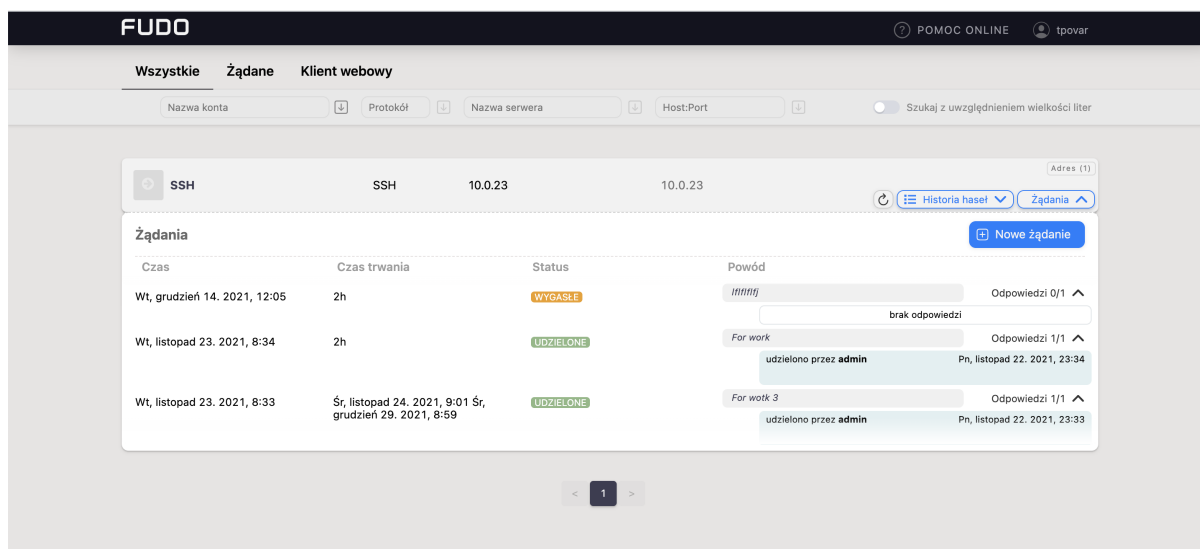 FUDO
POMOC ONLINE tpovar
Wszystkie Żądane Klient webowy
Nazwa konta Protokół Nazwa serwera Host:Port Szukaj z uwzględnieniem wielkości liter
Adres (1)
SSH SSH 10.0.23 10.0.23
Historia haseł Żądania
Żądania Nowe żądanie
Czas Czas trwania Status Powód
Wt, grudzień 14. 2021, 12:05 2h WYGASŁE lflflflfj Odpowiedzi 0/1
brak odpowiedzi
Wt, listopad 23. 2021, 8:34 2h UDZIELONE For work Odpowiedzi 1/1
udzielono przez admin Pn, listopad 22. 2021, 23:34
Wt, listopad 23. 2021, 8:33 Śr, listopad 24. 2021, 9:01 Śr, UDZIELONE For wotk 3 Odpowiedzi 1/1
grudzień 29. 2021, 8:59
udzielono przez admin Pn, listopad 22. 2021, 23:33
< 1 >